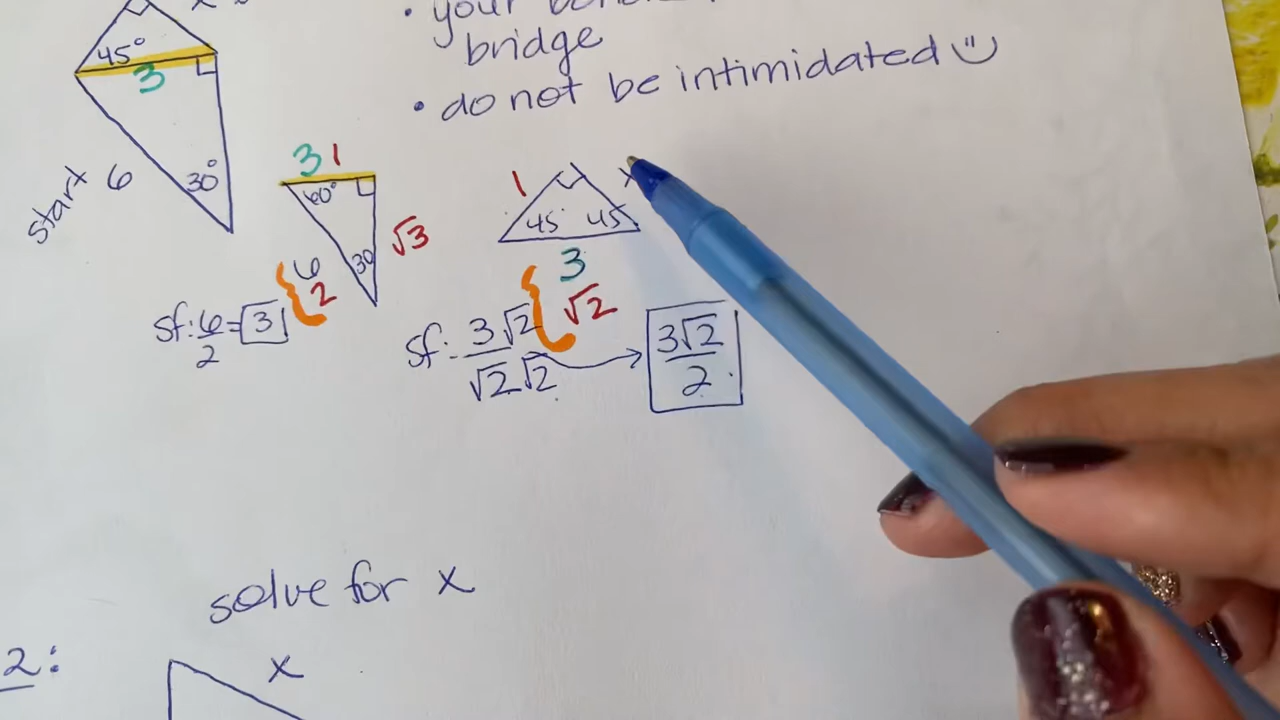 your
bridge
• do not be intimidated
45°
3
start 6
30°
3 1
60°
√3
6
30
2
sf: 6/2 = 3
1
x
45° 45
3
√2
sf: 3√2/√2√2
3√2/2
solve for x
2:
x